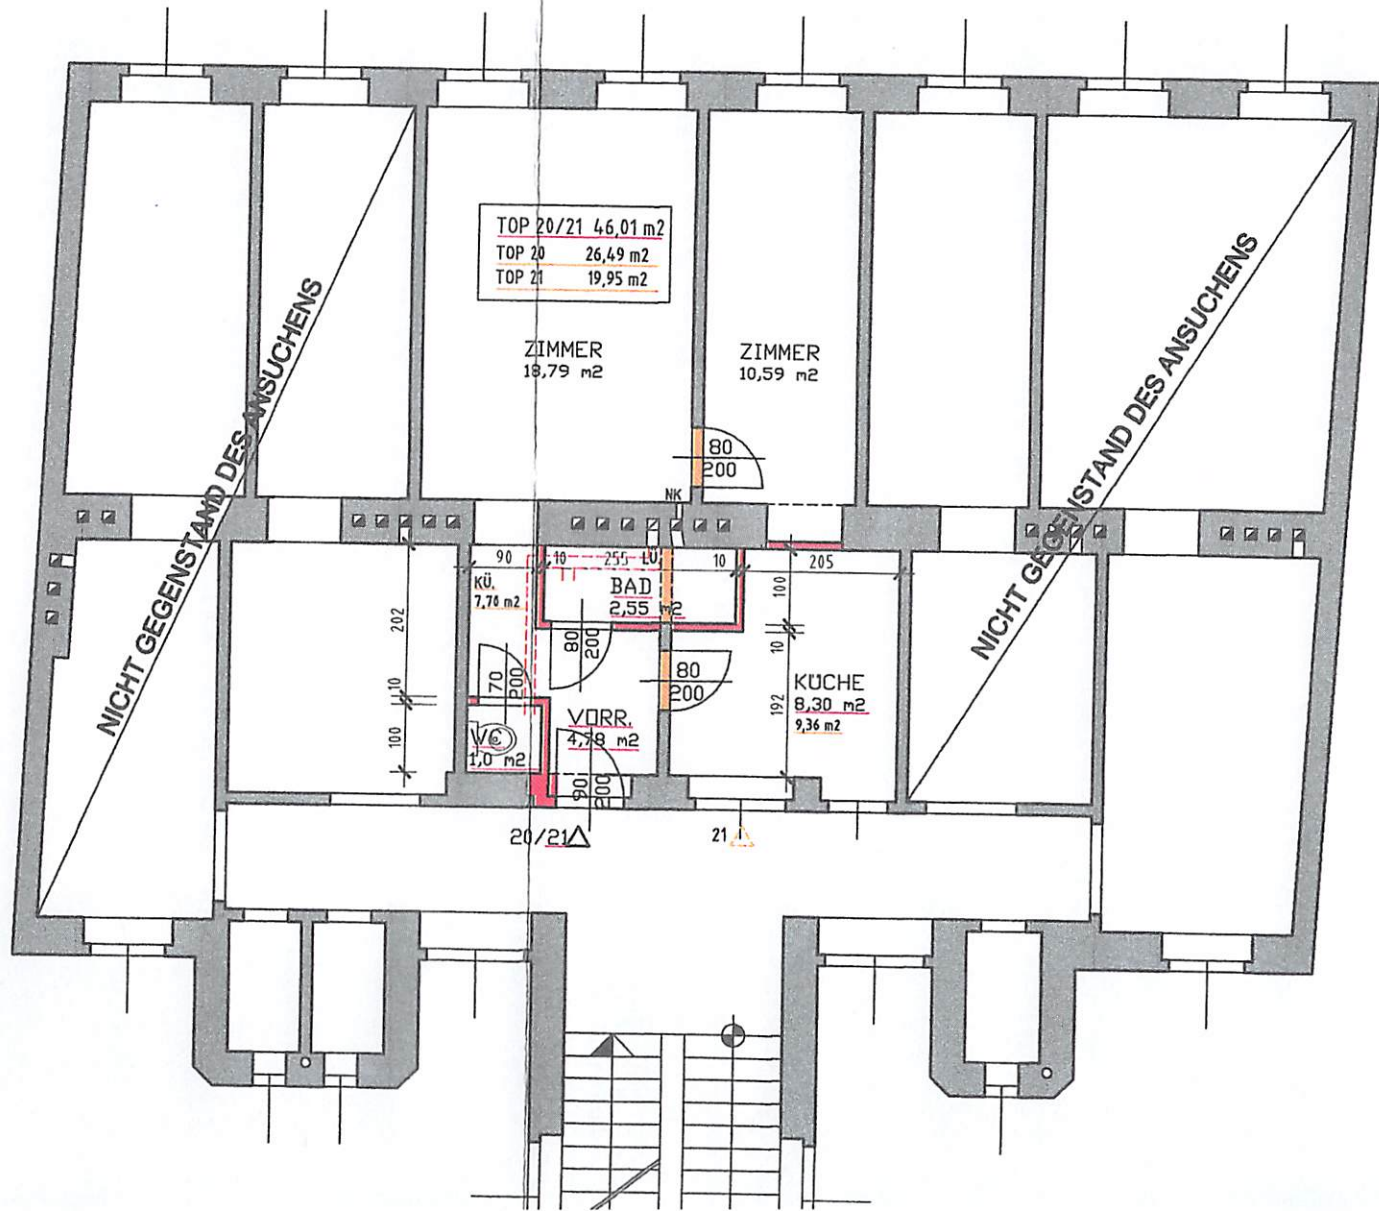 TOP 20/21 46,01 m2
TOP 20 26,49 m2
TOP 21 19,95 m2
ZIMMER
18,79 m2
ZIMMER
10,59 m2
NICHT GEGENSTAND DES ANSUCHENS
NICHT GEGENSTAND DES ANSUCHENS
80
200
NK
90
10
255
LÜ
10
205
KÜ.
7,70 m2
BAD
2,55 m2
100
10
192
202
10
100
80
200
70
200
80
200
KÜCHE
8,30 m2
9,36 m2
VORR.
4,78 m2
WC
1,0 m2
90
200
20/21
21